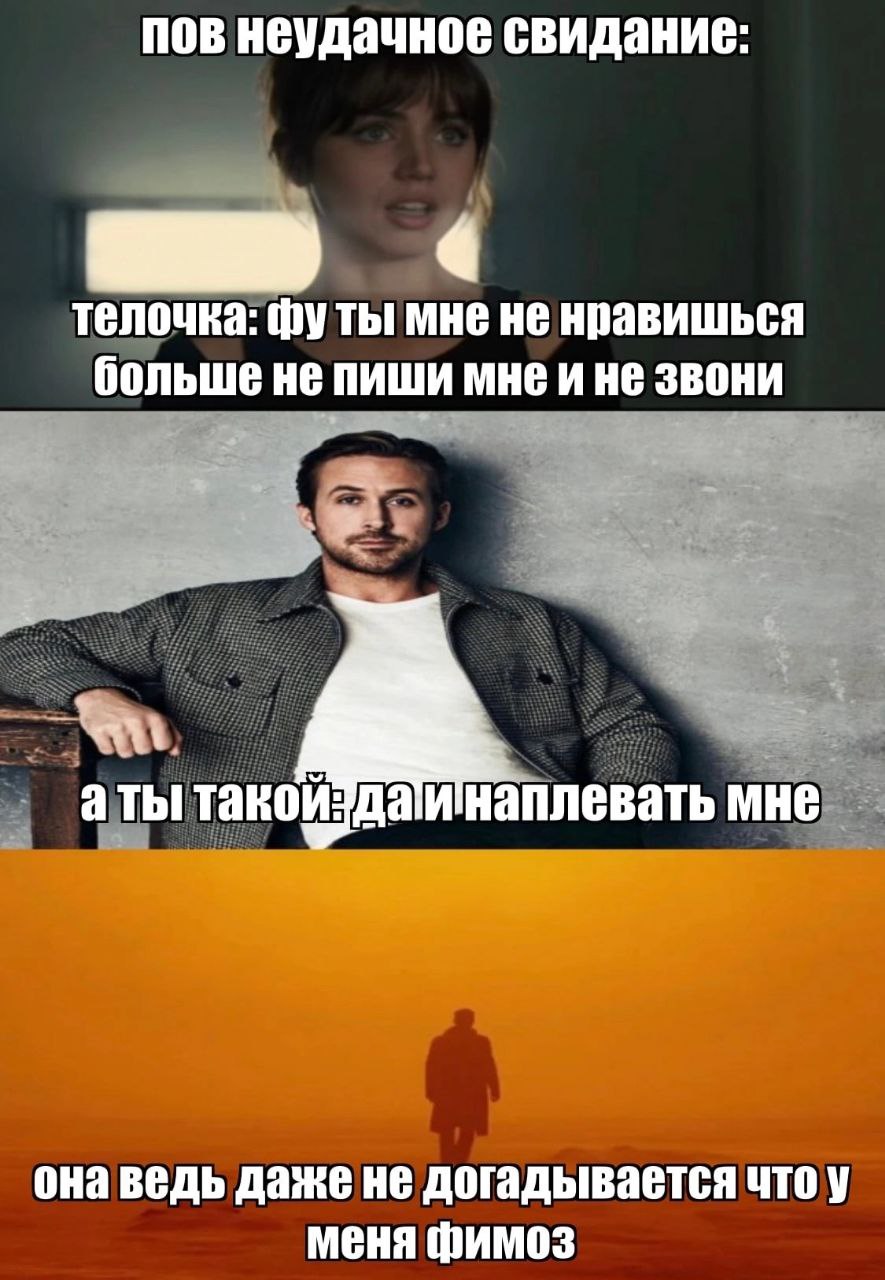 пов неудачное свидание:
телочка: фу ты мне не нравишься
больше не пиши мне и не звони
а ты такой: да и наплевать мне
она ведь даже не догадывается что у
меня фимоз